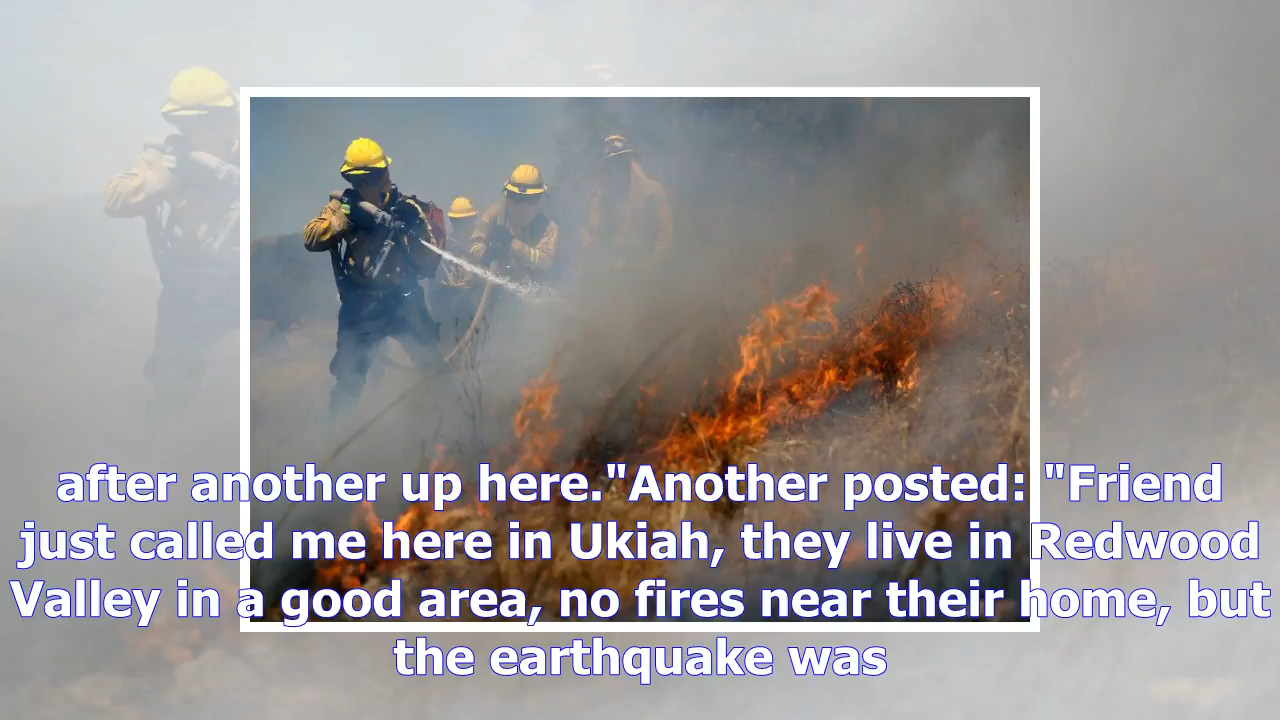 after another up here."Another posted: "Friend
just called me here in Ukiah, they live in Redwood
Valley in a good area, no fires near their home, but
the earthquake was